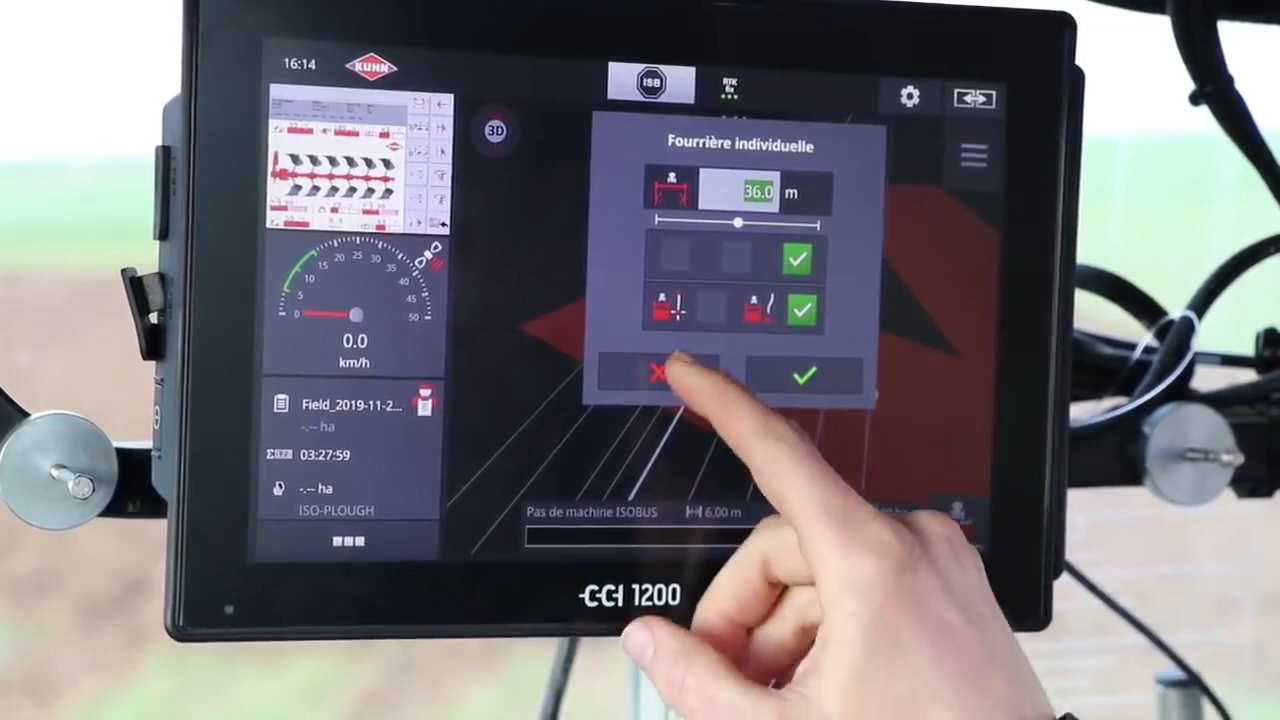 16:14
KUHN
ISB
RTK
fix
3D
Fourrière individuelle
36.0 m
0 5 10 15 20 25 30 35 40 45 50
0.0
km/h
Field_2019-11-2...
-.-- ha
03:27:59
-.-- ha
ISO-PLOUGH
Pas de machine ISOBUS
6.00 m
CCI 1200